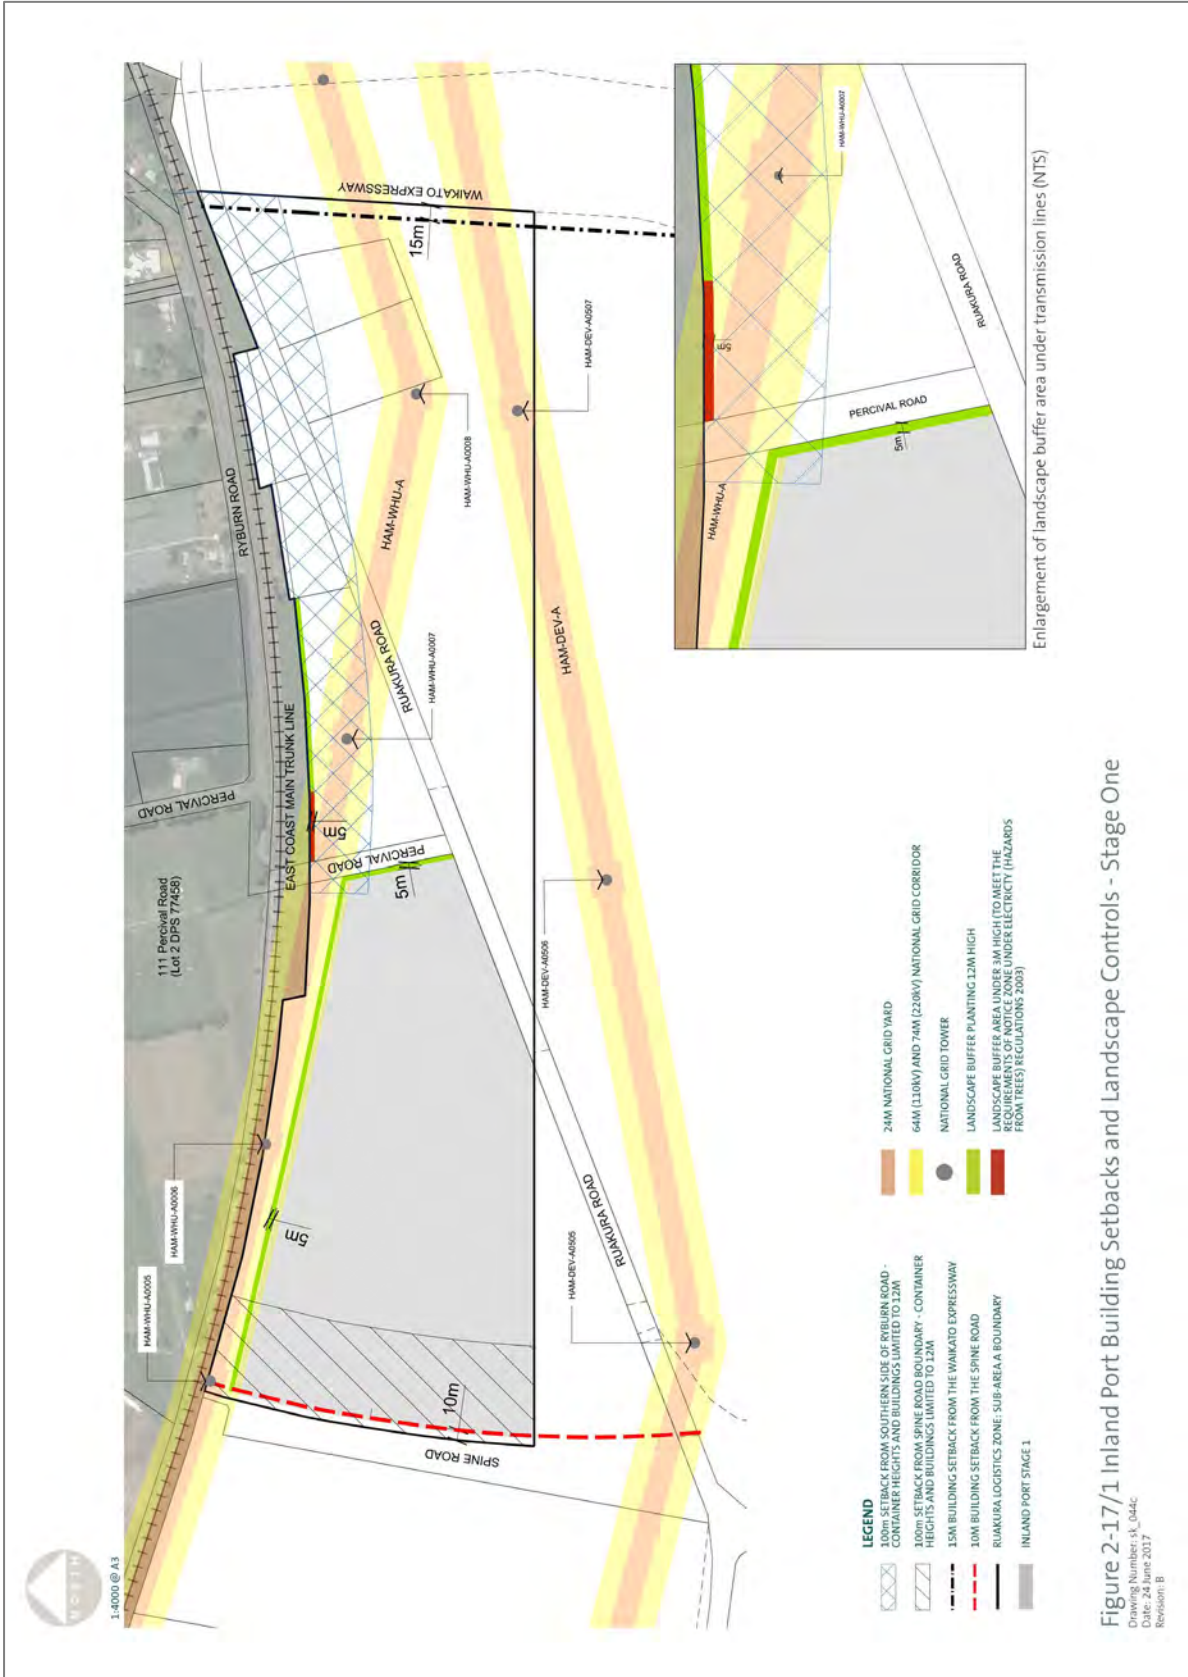 NORTH
1:4000 @ A3
111 Percival Road
(Lot 2 DPS 77458)
PERCIVAL ROAD
RYBURN ROAD
EAST COAST MAIN TRUNK LINE
HAM-WHU-A0005
HAM-WHU-A0006
5m
10m
SPINE ROAD
5m
PERCIVAL ROAD
5m
HAM-WHU-A0007
RUAKURA ROAD
HAM-WHU-A
HAM-WHU-A0008
15m
WAIKATO EXPRESSWAY
HAM-DEV-A0507
HAM-DEV-A
HAM-DEV-A0506
HAM-DEV-A0505
RUAKURA ROAD
HAM-WHU-A
5m
HAM-WHU-A0007
PERCIVAL ROAD
5m
RUAKURA ROAD
Enlargement of landscape buffer area under transmission lines (NTS)
LEGEND
100m SETBACK FROM SOUTHERN SIDE OF RYBURN ROAD -
CONTAINER HEIGHTS AND BUILDINGS LIMITED TO 12M
100m SETBACK FROM SPINE ROAD BOUNDARY - CONTAINER
HEIGHTS AND BUILDINGS LIMITED TO 12M
15M BUILDING SETBACK FROM THE WAIKATO EXPRESSWAY
10M BUILDING SETBACK FROM THE SPINE ROAD
RUAKURA LOGISTICS ZONE: SUB-AREA A BOUNDARY
INLAND PORT STAGE 1
24M NATIONAL GRID YARD
64M (110kV) AND 74M (220kV) NATIONAL GRID CORRIDOR
NATIONAL GRID TOWER
LANDSCAPE BUFFER PLANTING 12M HIGH
LANDSCAPE BUFFER AREA UNDER 3M HIGH (TO MEET THE
REQUIREMENTS OF NOTICE ZONE UNDER ELECTRICTY (HAZARDS
FROM TREES) REGULATIONS 2003)
Figure 2-17/1 Inland Port Building Setbacks and Landscape Controls - Stage One
Drawing Number: sk_044c
Date: 24 June 2017
Revision: B